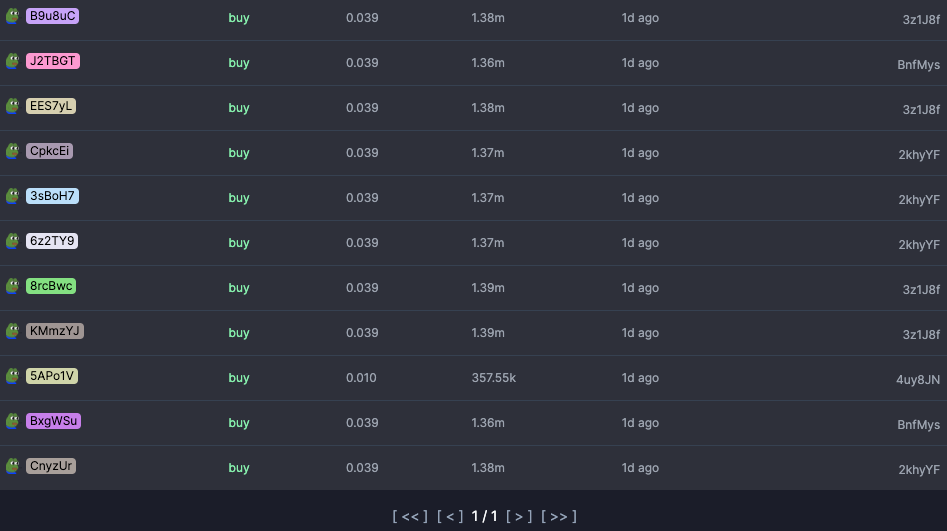 B9u8uC buy 0.039 1.38m 1d ago 3z1J8f
J2TBGT buy 0.039 1.36m 1d ago BnfMys
EES7yL buy 0.039 1.38m 1d ago 3z1J8f
CpkcEi buy 0.039 1.37m 1d ago 2khyYF
3sBoH7 buy 0.039 1.37m 1d ago 2khyYF
6z2TY9 buy 0.039 1.37m 1d ago 2khyYF
8rcBwc buy 0.039 1.39m 1d ago 3z1J8f
KMmzYJ buy 0.039 1.39m 1d ago 3z1J8f
5APo1V buy 0.010 357.55k 1d ago 4uy8JN
BxgWSu buy 0.039 1.36m 1d ago BnfMys
CnyzUr buy 0.039 1.38m 1d ago 2khyYF
[ << ] [ < ] 1 / 1 [ > ] [ >> ]